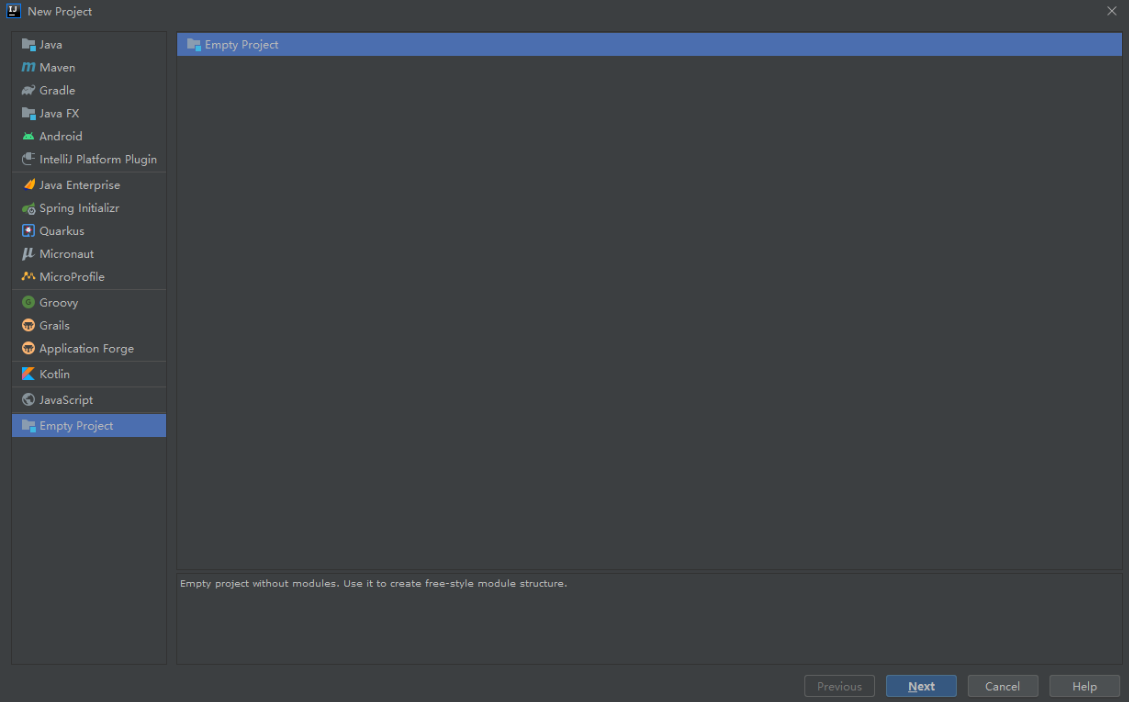 New Project
Java
Maven
Gradle
Java FX
Android
IntelliJ Platform Plugin
Java Enterprise
Spring Initializr
Quarkus
Micronaut
MicroProfile
Groovy
Grails
Application Forge
Kotlin
JavaScript
Empty Project
Empty Project
Empty project without modules. Use it to create free-style module structure.
Previous
Next
Cancel
Help